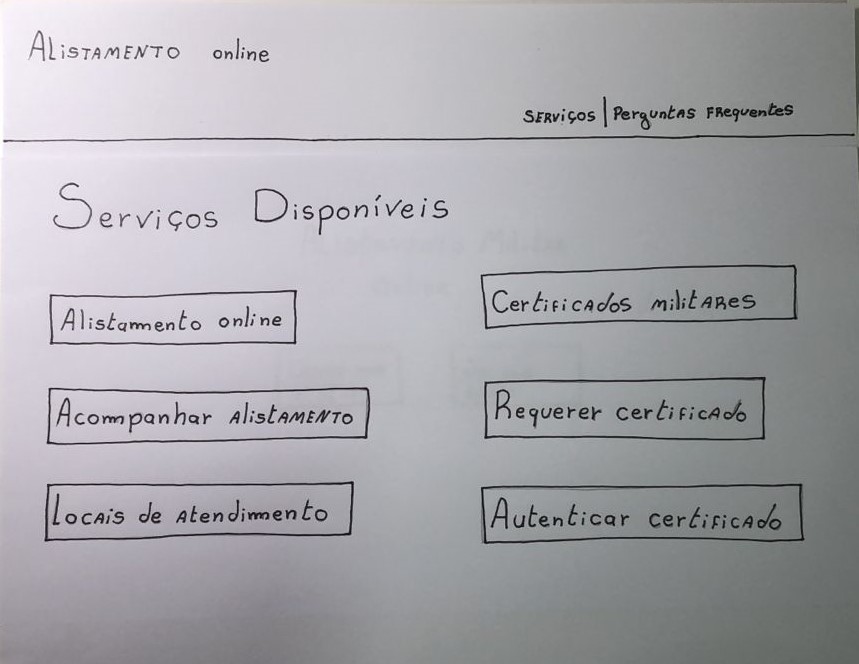 Alistamento online
Serviços | Perguntas Frequentes
Serviços Disponíveis
Alistamento online
Certificados militares
Acompanhar Alistamento
Requerer certificado
Locais de Atendimento
Autenticar certificado